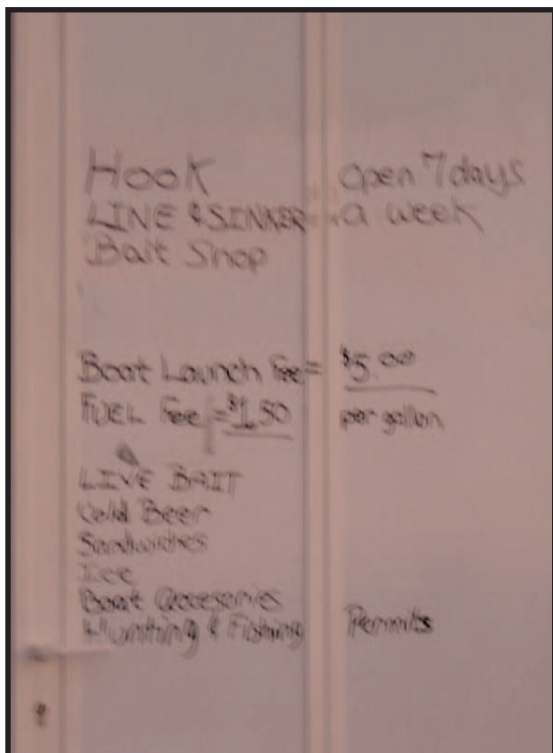 Hook open 7 days
LINE & SINKER a week
Bait Shop
Boat Launch Fee = $5.00
FUEL Fee = $1.50 per gallon
LIVE BAIT
Cold Beer
Sandwiches
Ice
Boat accesories
Hunting & Fishing Permits